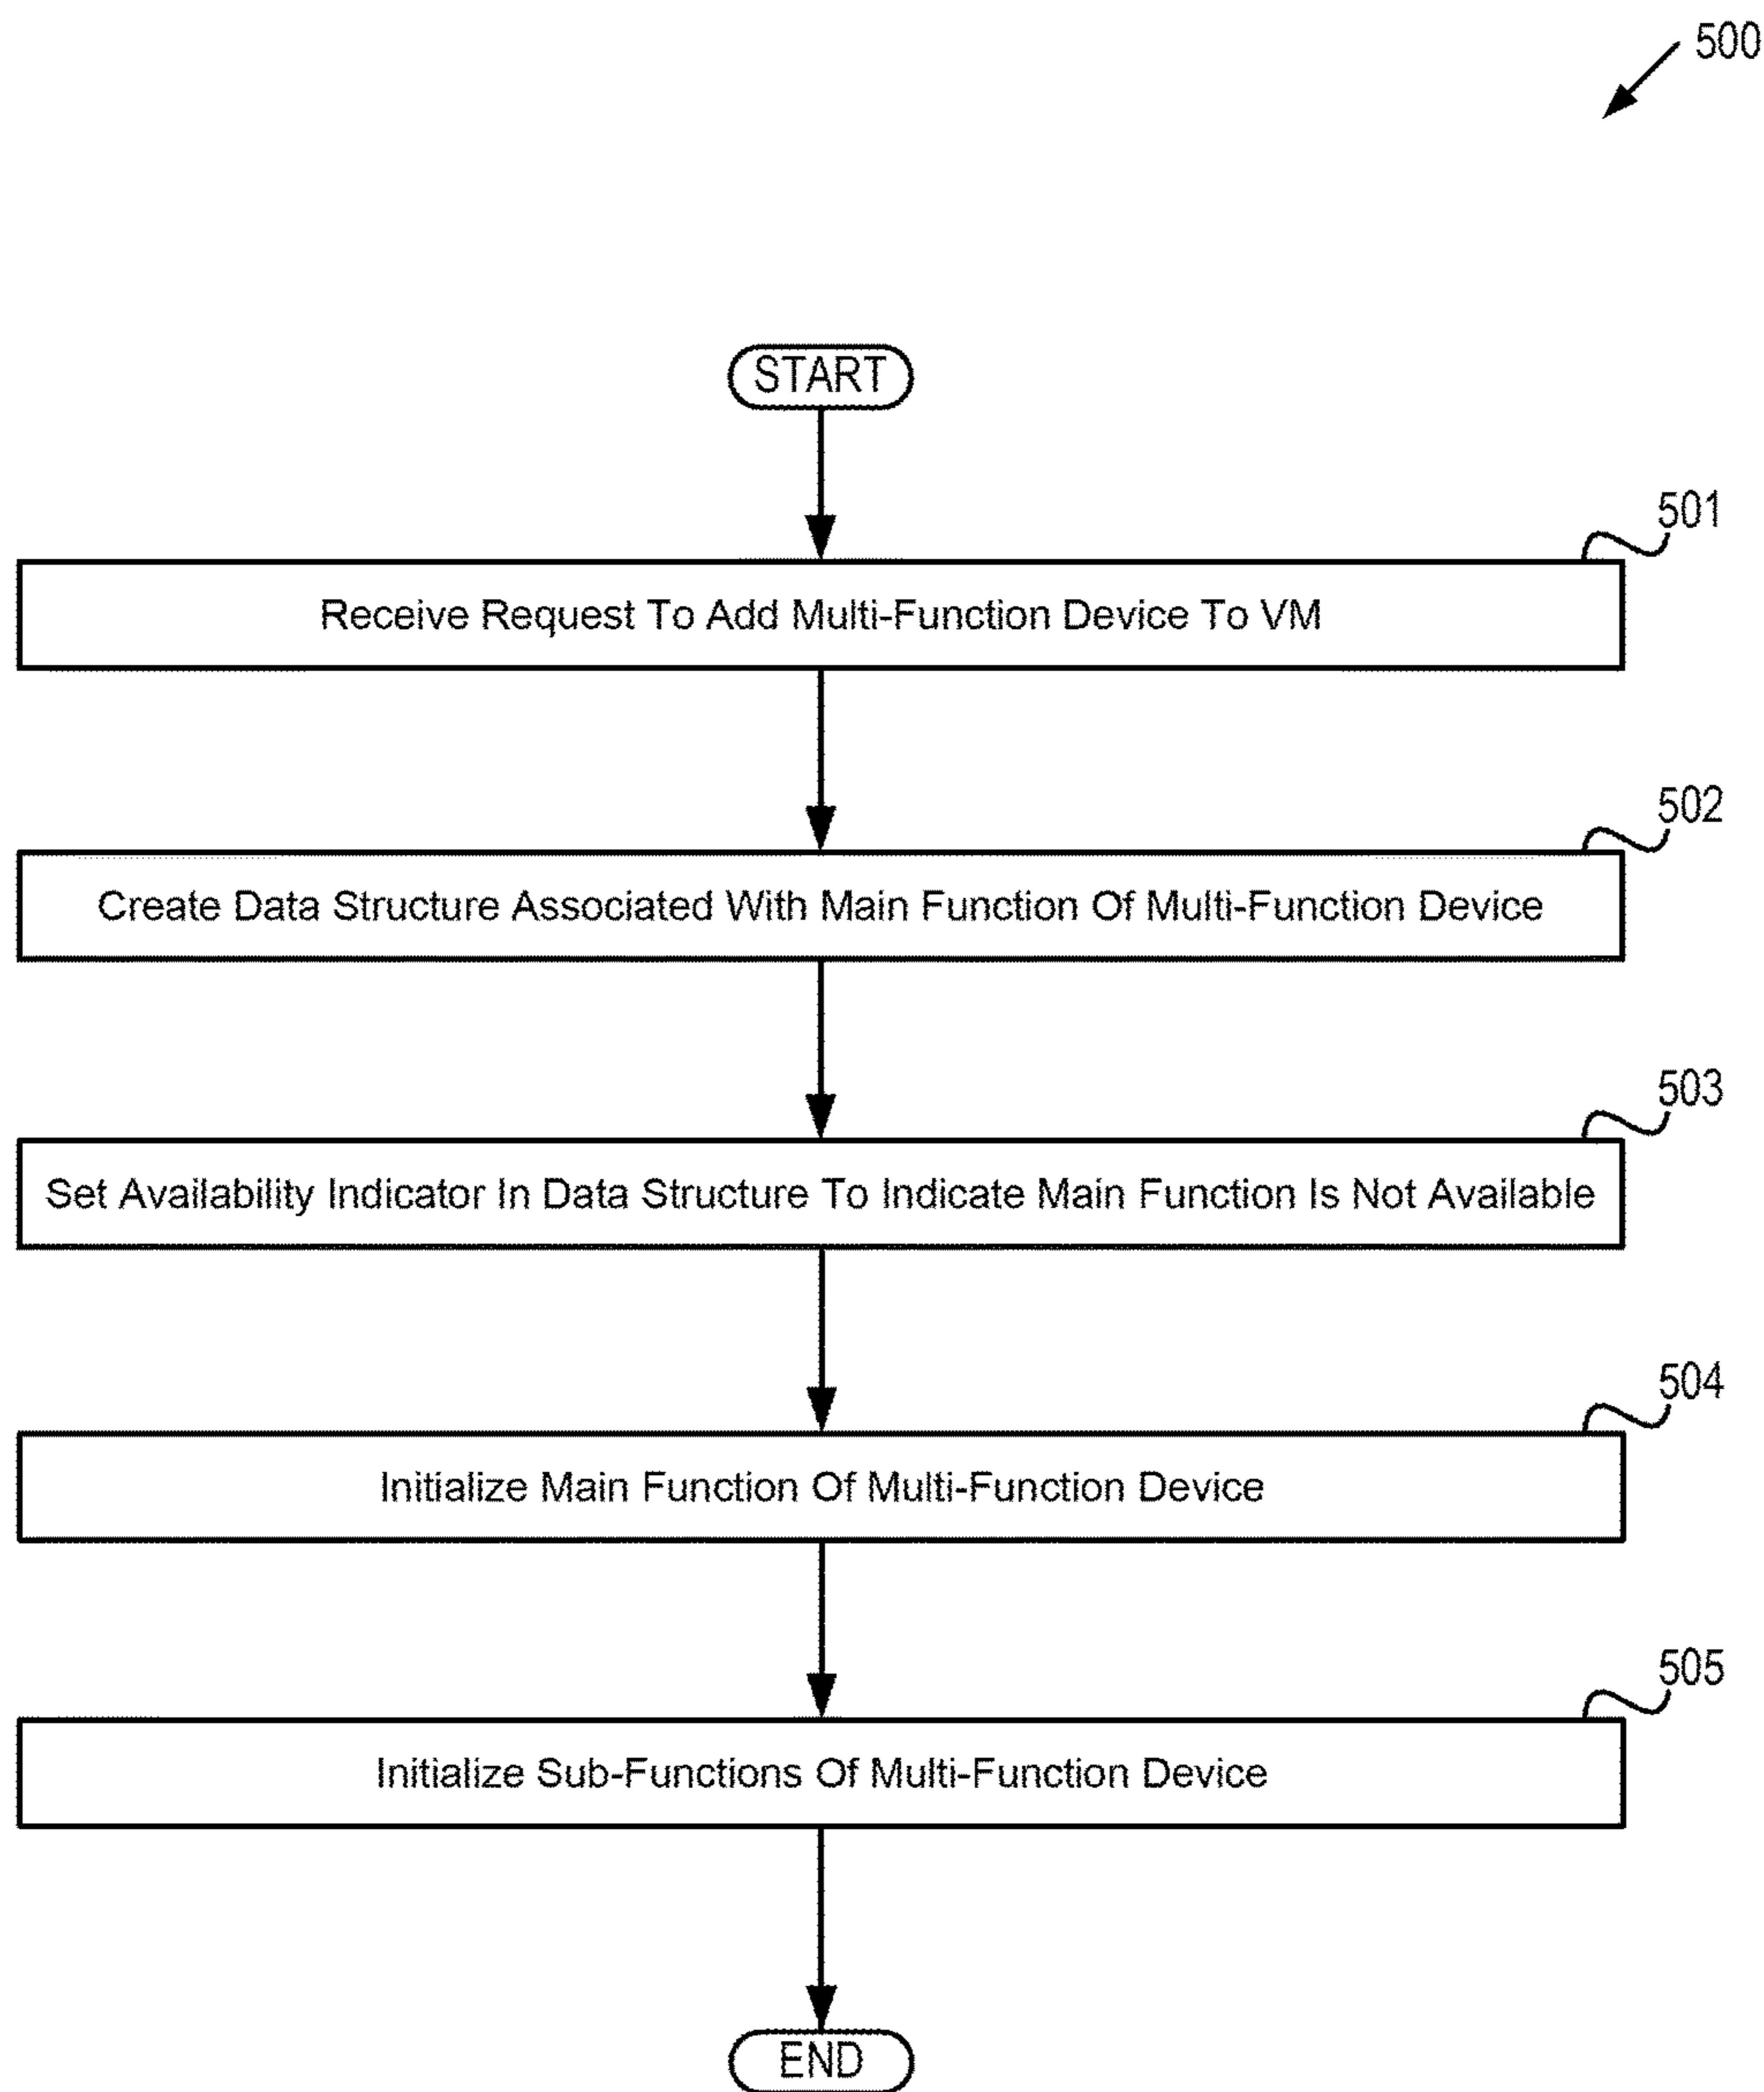 500
START
501
Receive Request To Add Multi-Function Device To VM
502
Create Data Structure Associated With Main Function Of Multi-Function Device
503
Set Availability Indicator In Data Structure To Indicate Main Function Is Not Available
504
Initialize Main Function Of Multi-Function Device
505
Initialize Sub-Functions Of Multi-Function Device
END